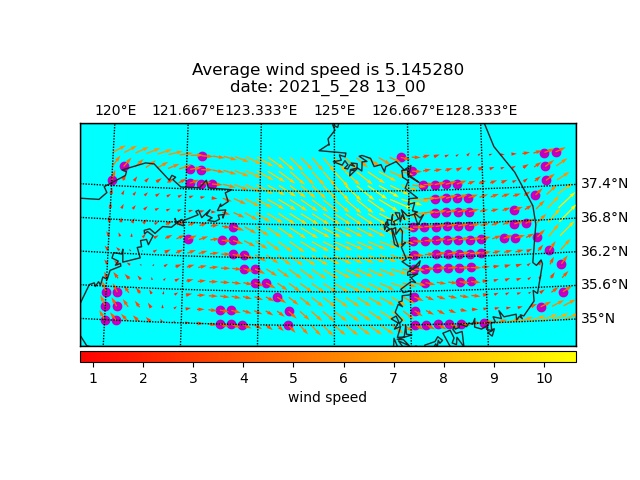 Average wind speed is 5.145280
date: 2021_5_28 13_00
120°E 121.667°E 123.333°E 125°E 126.667°E 128.333°E
37.4°N
36.8°N
36.2°N
35.6°N
35°N
1 2 3 4 5 6 7 8 9 10
wind speed